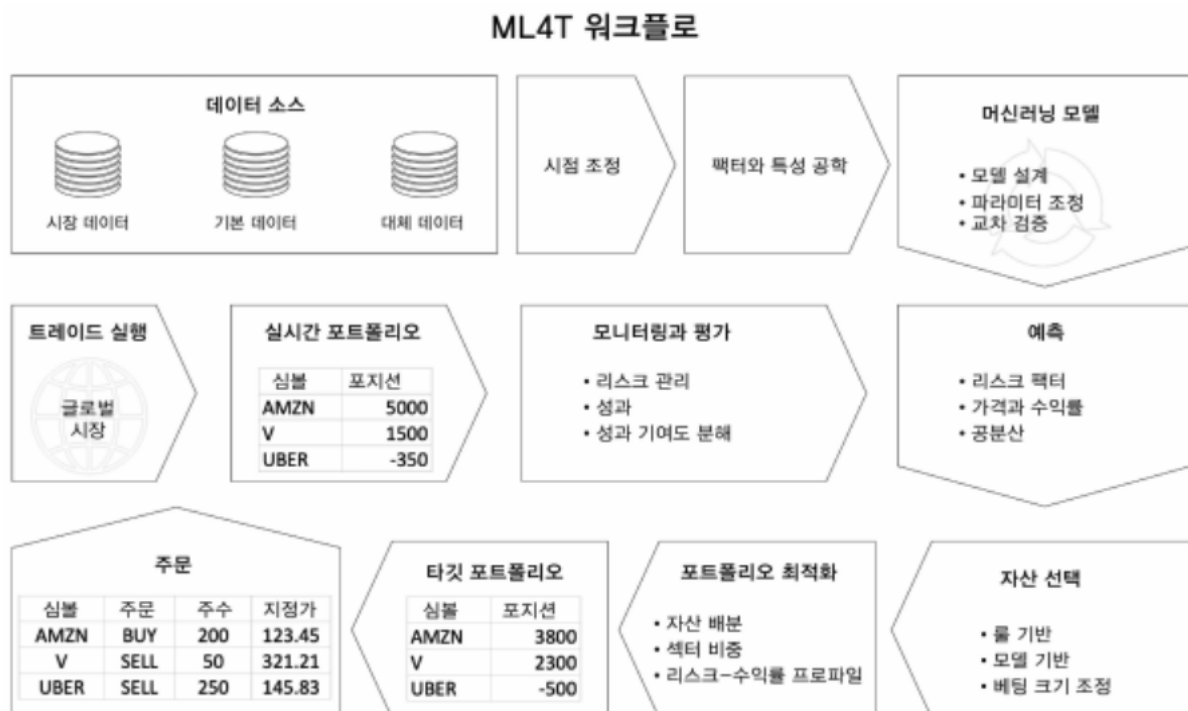 ML4T 워크플로
데이터 소스
시장 데이터
기본 데이터
대체 데이터
시점 조정
팩터와 특성 공학
머신러닝 모델
• 모델 설계
• 파라미터 조정
• 교차 검증
트레이드 실행
글로벌
시장
실시간 포트폴리오
심볼 포지션
AMZN 5000
V 1500
UBER -350
모니터링과 평가
• 리스크 관리
• 성과
• 성과 기여도 분해
예측
• 리스크 팩터
• 가격과 수익률
• 공분산
주문
심볼 주문 주수 지정가
AMZN BUY 200 123.45
V SELL 50 321.21
UBER SELL 250 145.83
타깃 포트폴리오
심볼 포지션
AMZN 3800
V 2300
UBER -500
포트폴리오 최적화
• 자산 배분
• 섹터 비중
• 리스크-수익률 프로파일
자산 선택
• 룰 기반
• 모델 기반
• 베팅 크기 조정